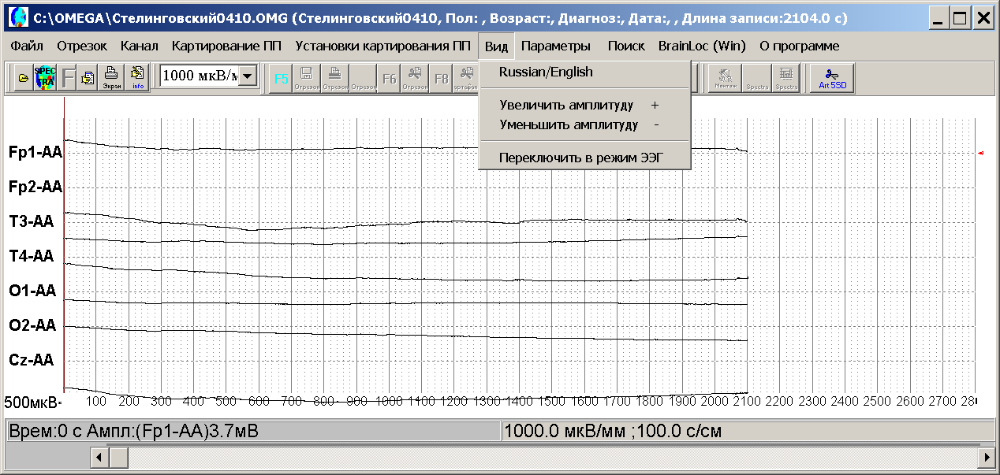 C:\OMEGA\Стелинговский0410.OMG (Стелинговский0410, Пол: , Возраст:, Диагноз:, Дата:, , Длина записи:2104.0 с)
Файл Отрезок Канал Картирование ПП Установки картирования ПП Вид Параметры Поиск BrainLoc (Win) О программе
SPEC TRA F Экран info 1000 мкВ/м F5 Отрезок Отрезок Отрезок F6 Отрезок F8 Монтаж Spectra Spectra Art SSD
Russian/English
Увеличить амплитуду +
Уменьшить амплитуду -
Переключить в режим ЭЭГ
Fp1-AA
Fp2-AA
T3-AA
T4-AA
O1-AA
O2-AA
Cz-AA
500мкВ- 100 200 300 400 500 600 700 800 900 1000 1100 1200 1300 1400 1500 1600 1700 1800 1900 2000 2100 2200 2300 2400 2500 2600 2700
Врем:0 с Ампл:(Fp1-AA)3.7мВ 1000.0 мкВ/мм ;100.0 с/см